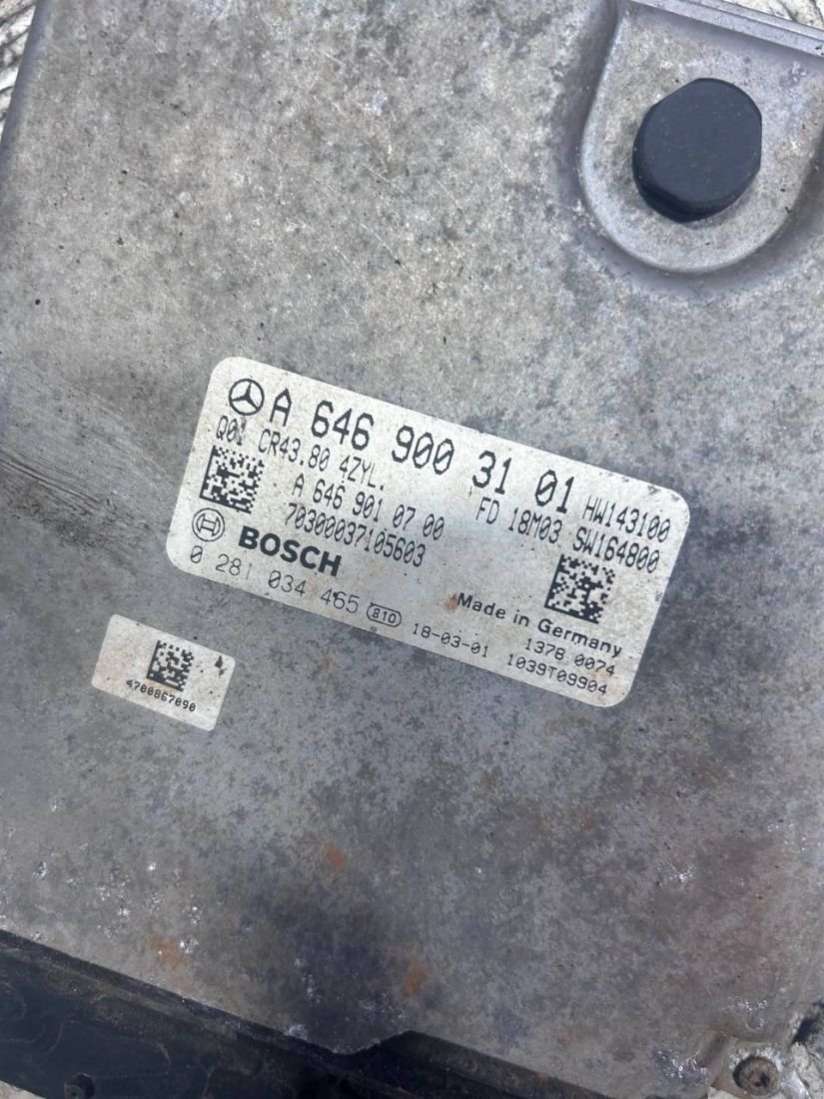 A 646 900 31 01
Q01 CR43.80 4ZYL. FD 18M03 HW143100
A 646 901 07 00 SW164800
70300037105603
BOSCH
0 281 034 465 810 18-03-01
Made in Germany
1378 0074
1039T09904
4708867090